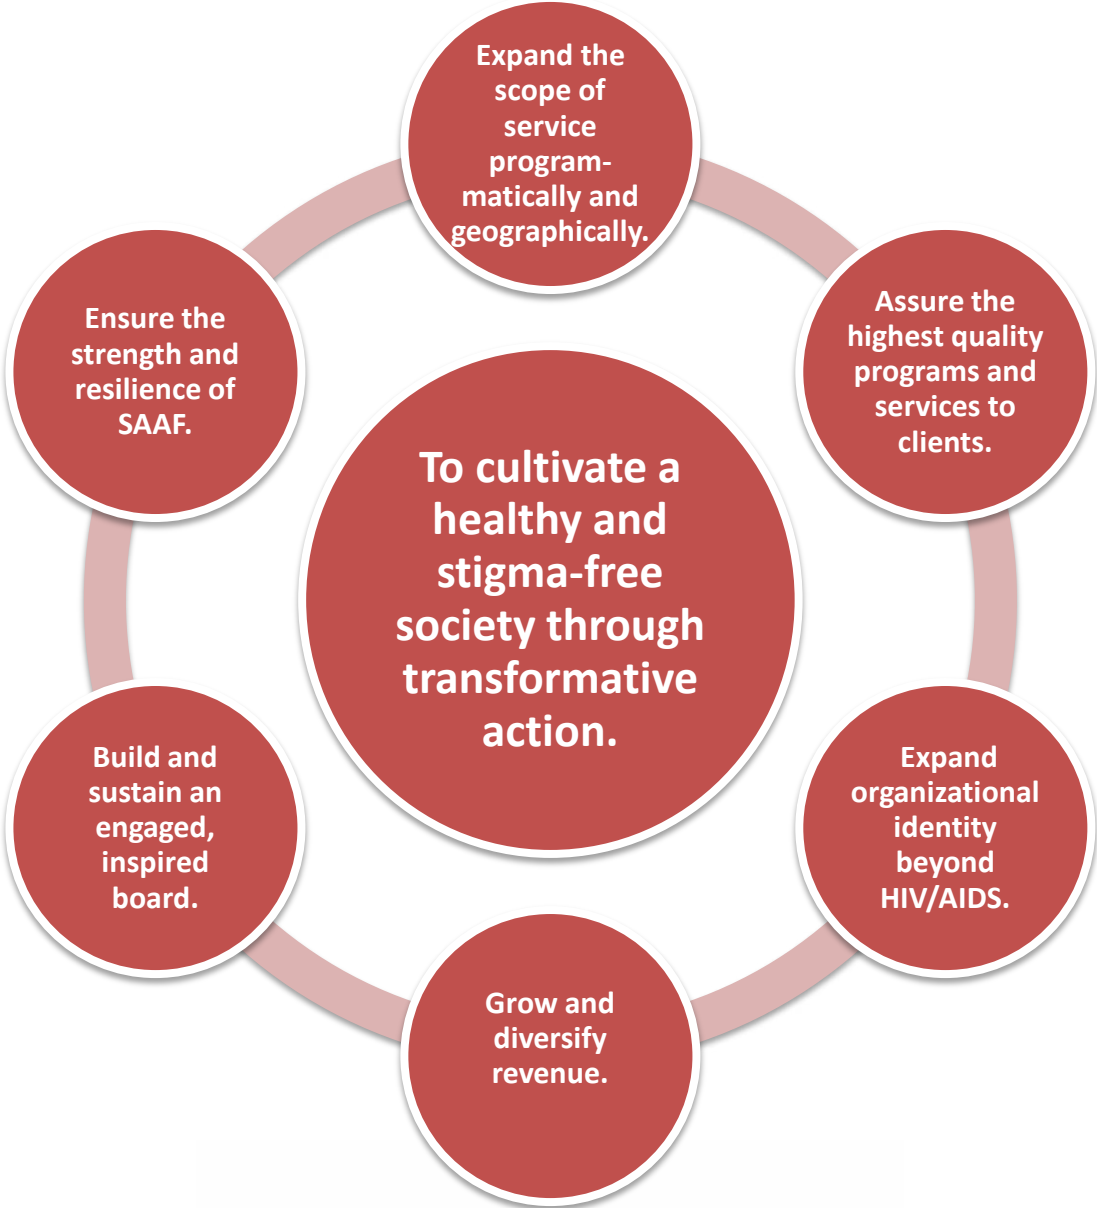 Expand the
scope of
service
program-
matically and
geographically.
Assure the
highest quality
programs and
services to
clients.
Expand
organizational
identity
beyond
HIV/AIDS.
Grow and
diversify
revenue.
Build and
sustain an
engaged,
inspired
board.
Ensure the
strength and
resilience of
SAAF.
To cultivate a
healthy and
stigma-free
society through
transformative
action.